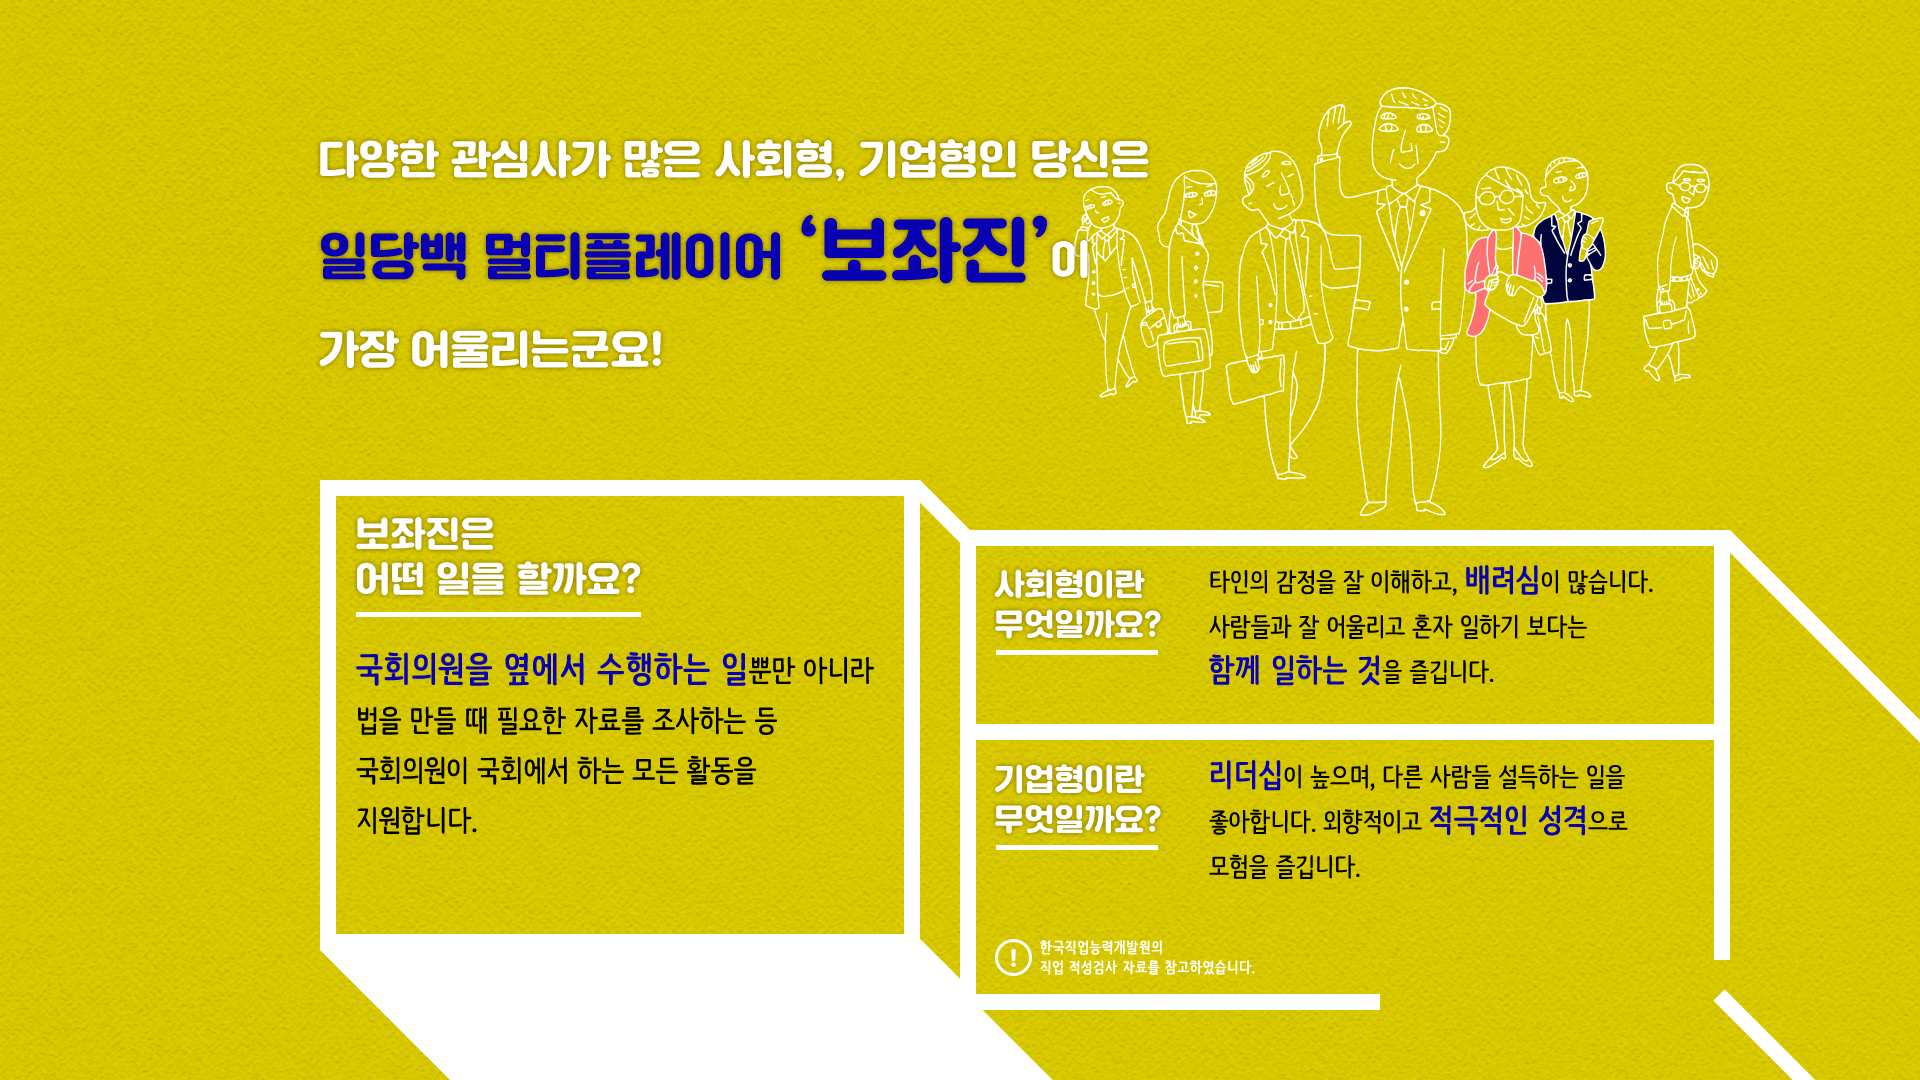 다양한 관심사가 많은 사회형, 기업형인 당신은
일당백 멀티플레이어 ‘보좌진’이
가장 어울리는군요!
보좌진은
어떤 일을 할까요?
국회의원을 옆에서 수행하는 일뿐만 아니라
법을 만들 때 필요한 자료를 조사하는 등
국회의원이 국회에서 하는 모든 활동을
지원합니다.
사회형이란
무엇일까요?
타인의 감정을 잘 이해하고, 배려심이 많습니다.
사람들과 잘 어울리고 혼자 일하기 보다는
함께 일하는 것을 즐깁니다.
기업형이란
무엇일까요?
리더십이 높으며, 다른 사람들 설득하는 일을
좋아합니다. 외향적이고 적극적인 성격으로
모험을 즐깁니다.
한국직업능력개발원의
직업 적성검사 자료를 참고하였습니다.